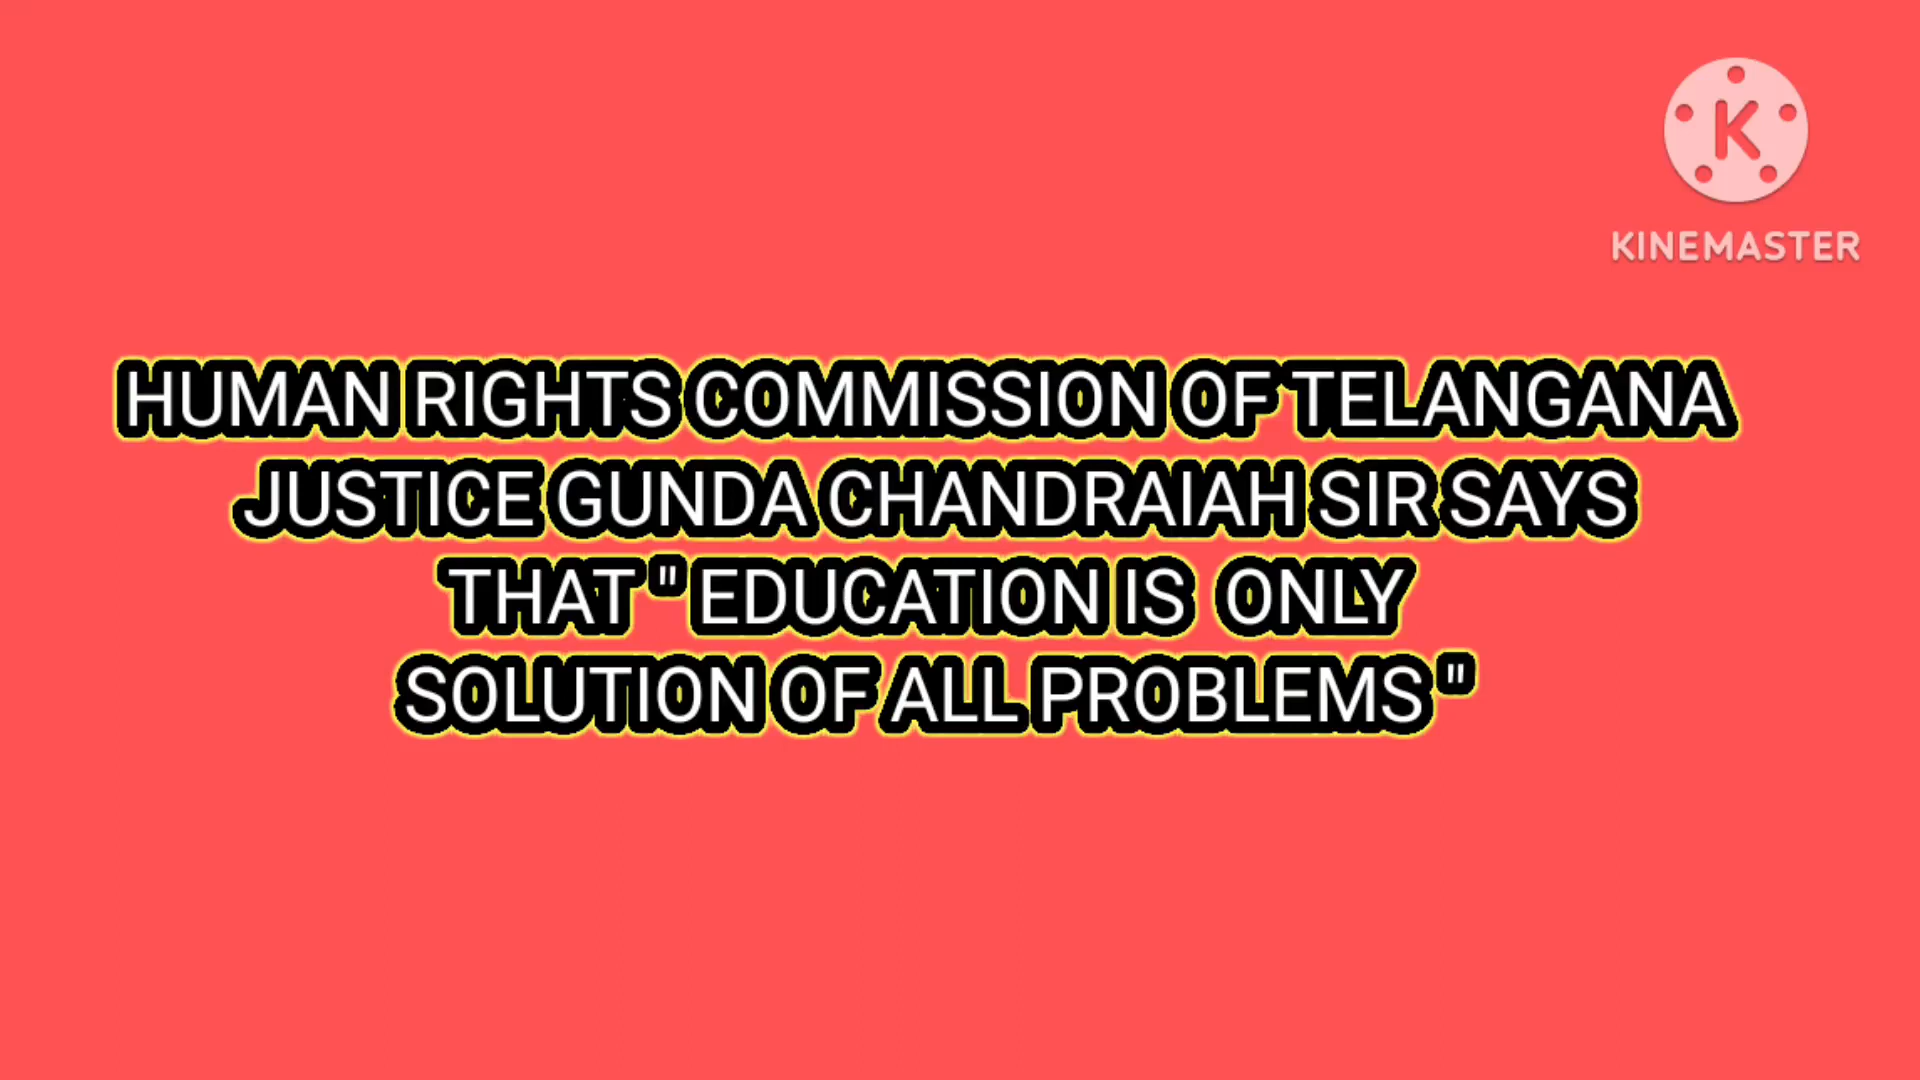 KINEMASTER
HUMAN RIGHTS COMMISSION OF TELANGANA
JUSTICE GUNDA CHANDRAIAH SIR SAYS
THAT " EDUCATION IS  ONLY
SOLUTION OF ALL PROBLEMS "